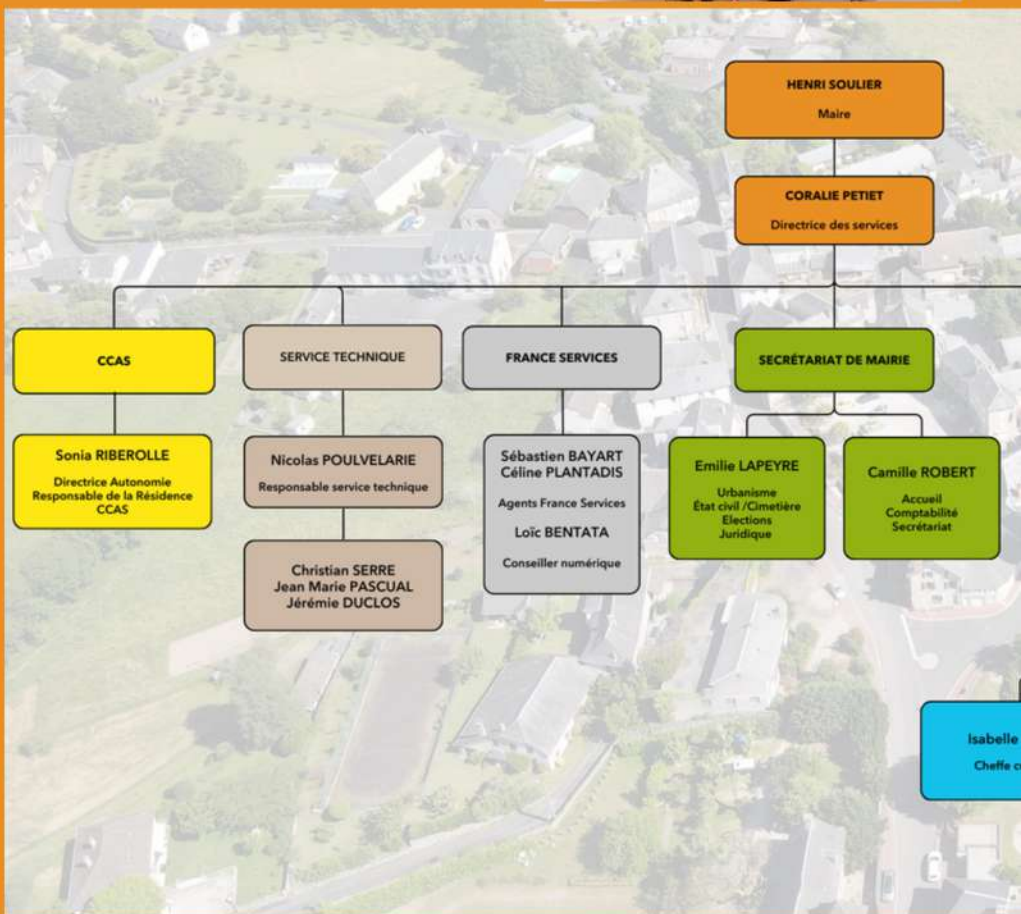 HENRI SOULIER
Maire
CORALIE PETIET
Directrice des services
CCAS
SERVICE TECHNIQUE
FRANCE SERVICES
SECRÉTARIAT DE MAIRIE
Sonia RIBEROLLE
Directrice Autonomie
Responsable de la Résidence
CCAS
Nicolas POULVELARIE
Responsable service technique
Christian SERRE
Jean Marie PASCUAL
Jérémie DUCLOS
Sébastien BAYART
Céline PLANTADIS
Agents France Services
Loïc BENTATA
Conseiller numérique
Emilie LAPEYRE
Urbanisme
État civil /Cimetière
Elections
Juridique
Camille ROBERT
Accueil
Comptabilité
Secrétariat
Isabelle
Cheffe